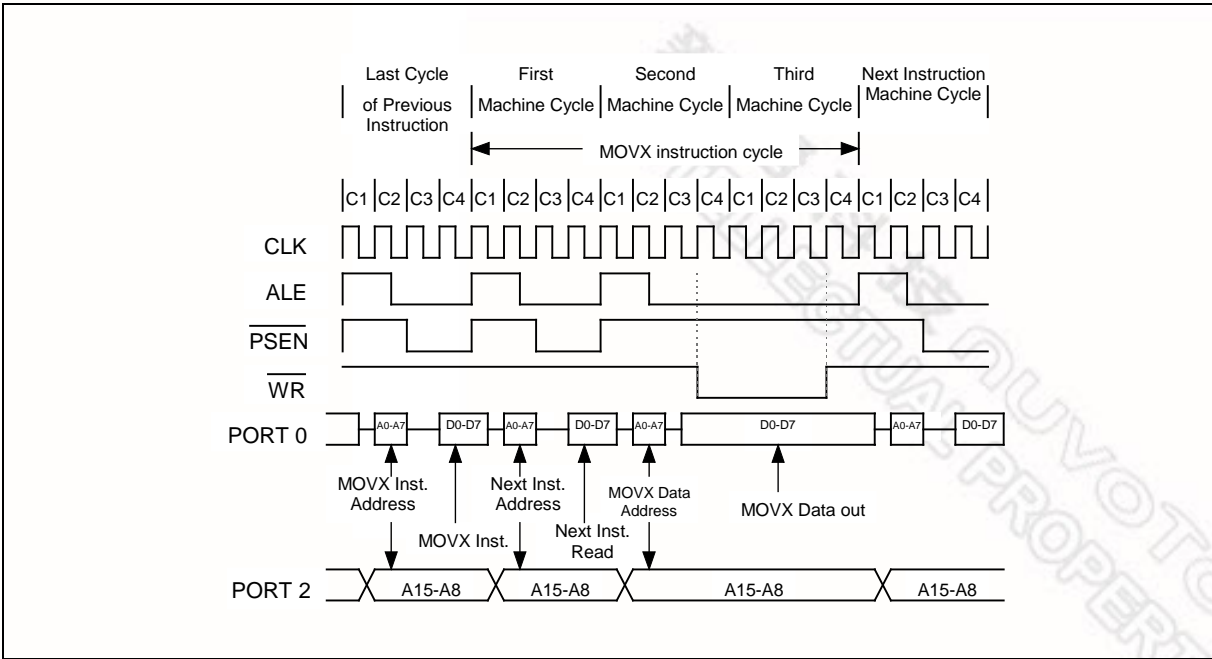 Last Cycle
of Previous
Instruction
First
Machine Cycle
Second
Machine Cycle
Third
Machine Cycle
Next Instruction
Machine Cycle
MOVX instruction cycle
C1 C2 C3 C4 C1 C2 C3 C4 C1 C2 C3 C4 C1 C2 C3 C4 C1 C2 C3 C4
CLK
ALE
PSEN
WR
PORT 0
A0-A7 D0-D7 A0-A7 D0-D7 A0-A7 D0-D7 A0-A7 D0-D7
MOVX Inst.
Address
MOVX Inst.
Next Inst.
Address
Next Inst.
Read
MOVX Data
Address
MOVX Data out
PORT 2
A15-A8 A15-A8 A15-A8 A15-A8